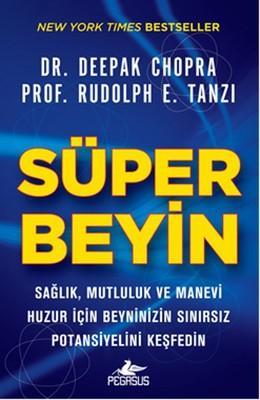 NEW YORK TIMES BESTSELLER
DR. DEEPAK CHOPRA
PROF. RUDOLPH E. TANZI
SÜPER
BEYİN
SAĞLIK, MUTLULUK VE MANEVİ
HUZUR İÇİN BEYNİNİZİN SINIRSIZ
POTANSİYELİNİ KEŞFEDİN
PEGASUS